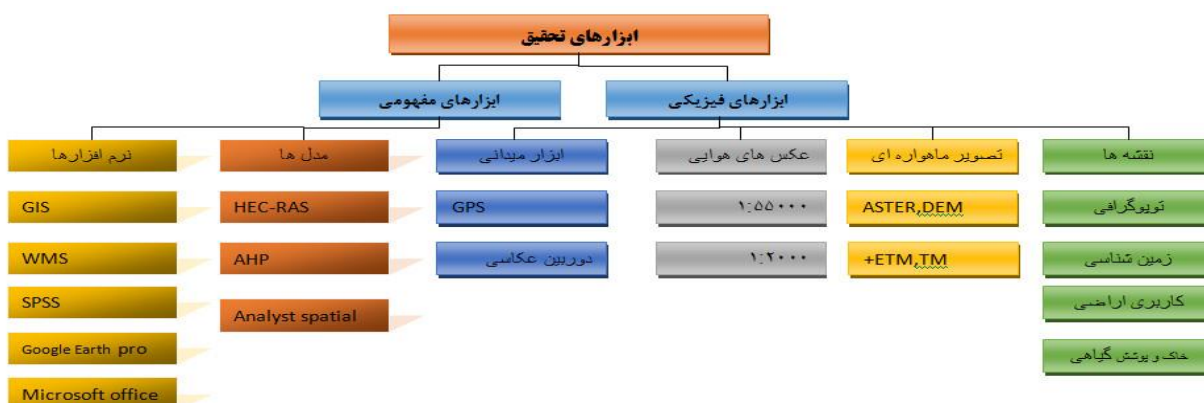 ابزارهای تحقیق
ابزارهای فیزیکی
ابزارهای مفهومی
نقشه ها
توپوگرافی
زمین شناسی
کاربری اراضی
خاک و پوشش گیاهی
تصویر ماهواره ای
ASTER,DEM
+ETM,TM
عکس های هوایی
۱:۵۵۰۰۰
۱:۲۰۰۰
ابزار میدانی
GPS
دوربین عکاسی
مدل ها
HEC-RAS
AHP
Analyst spatial
نرم افزارها
GIS
WMS
SPSS
Google Earth pro
Microsoft office